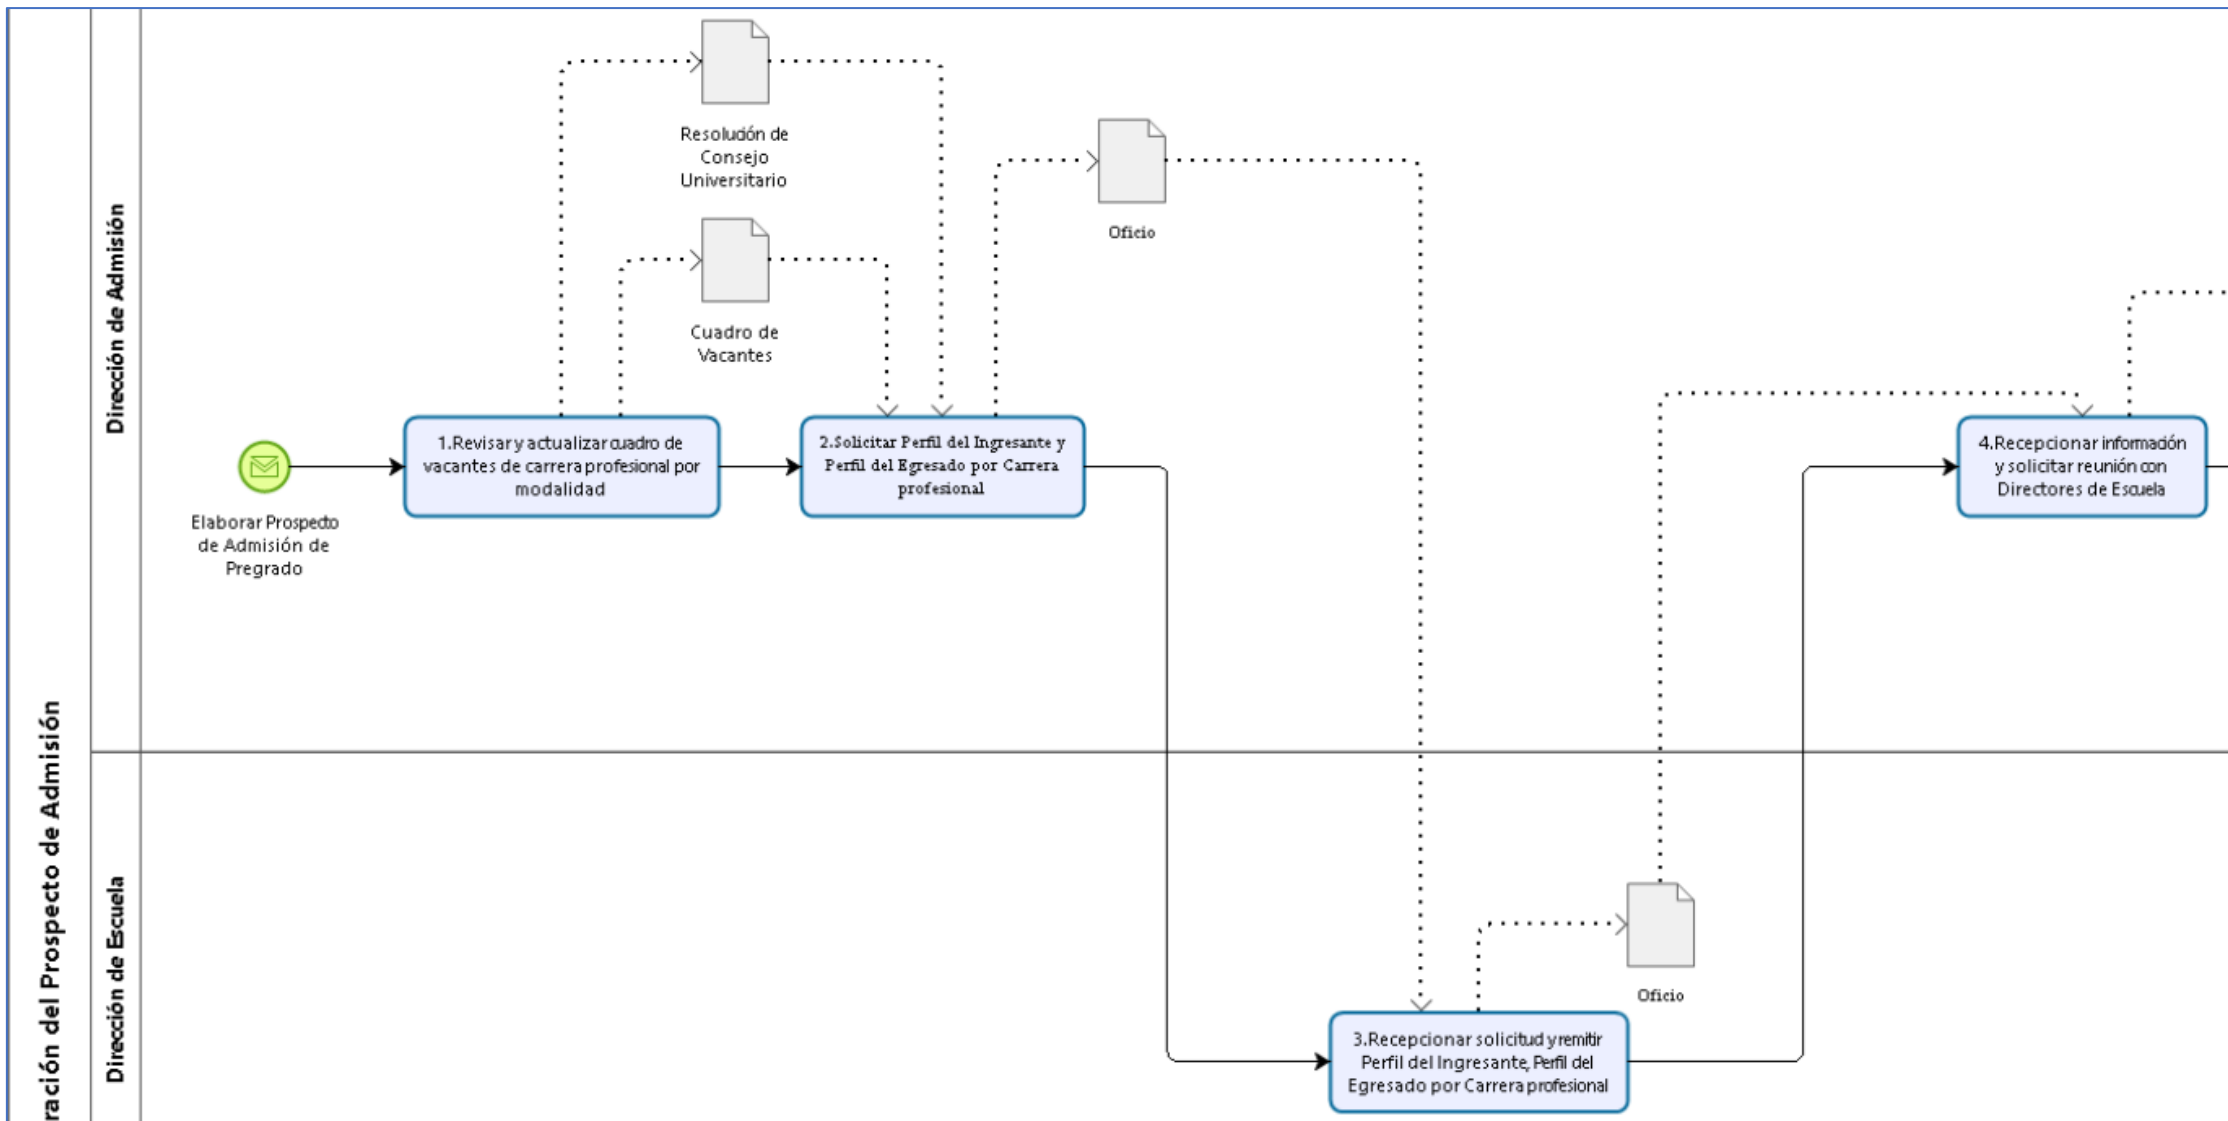 ración del Prospecto de Admisión
Dirección de Admisión
Resolución de
Consejo
Universitario
Oficio
Cuadro de
Vacantes
Elaborar Prospecto
de Admisión de
Pregrado
1.Revisar y actualizar cuadro de
vacantes de carrera profesional por
modalidad
2.Solicitar Perfil del Ingresante y
Perfil del Egresado por Carrera
profesional
4.Recepcionar información
y solicitar reunión con
Directores de Escuela
Dirección de Escuela
Oficio
3.Recepcionar solicitud y remitir
Perfil del Ingresante, Perfil del
Egresado por Carrera profesional